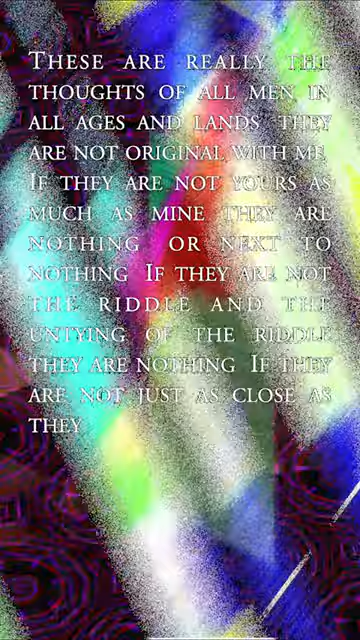 These are really the
thoughts of all men in
all ages and lands they
are not original with me
If they are not yours as
much as mine they are
nothing or next to
nothing If they are not
the riddle and the
untying of the riddle
they are nothing If they
are not just as close as
they